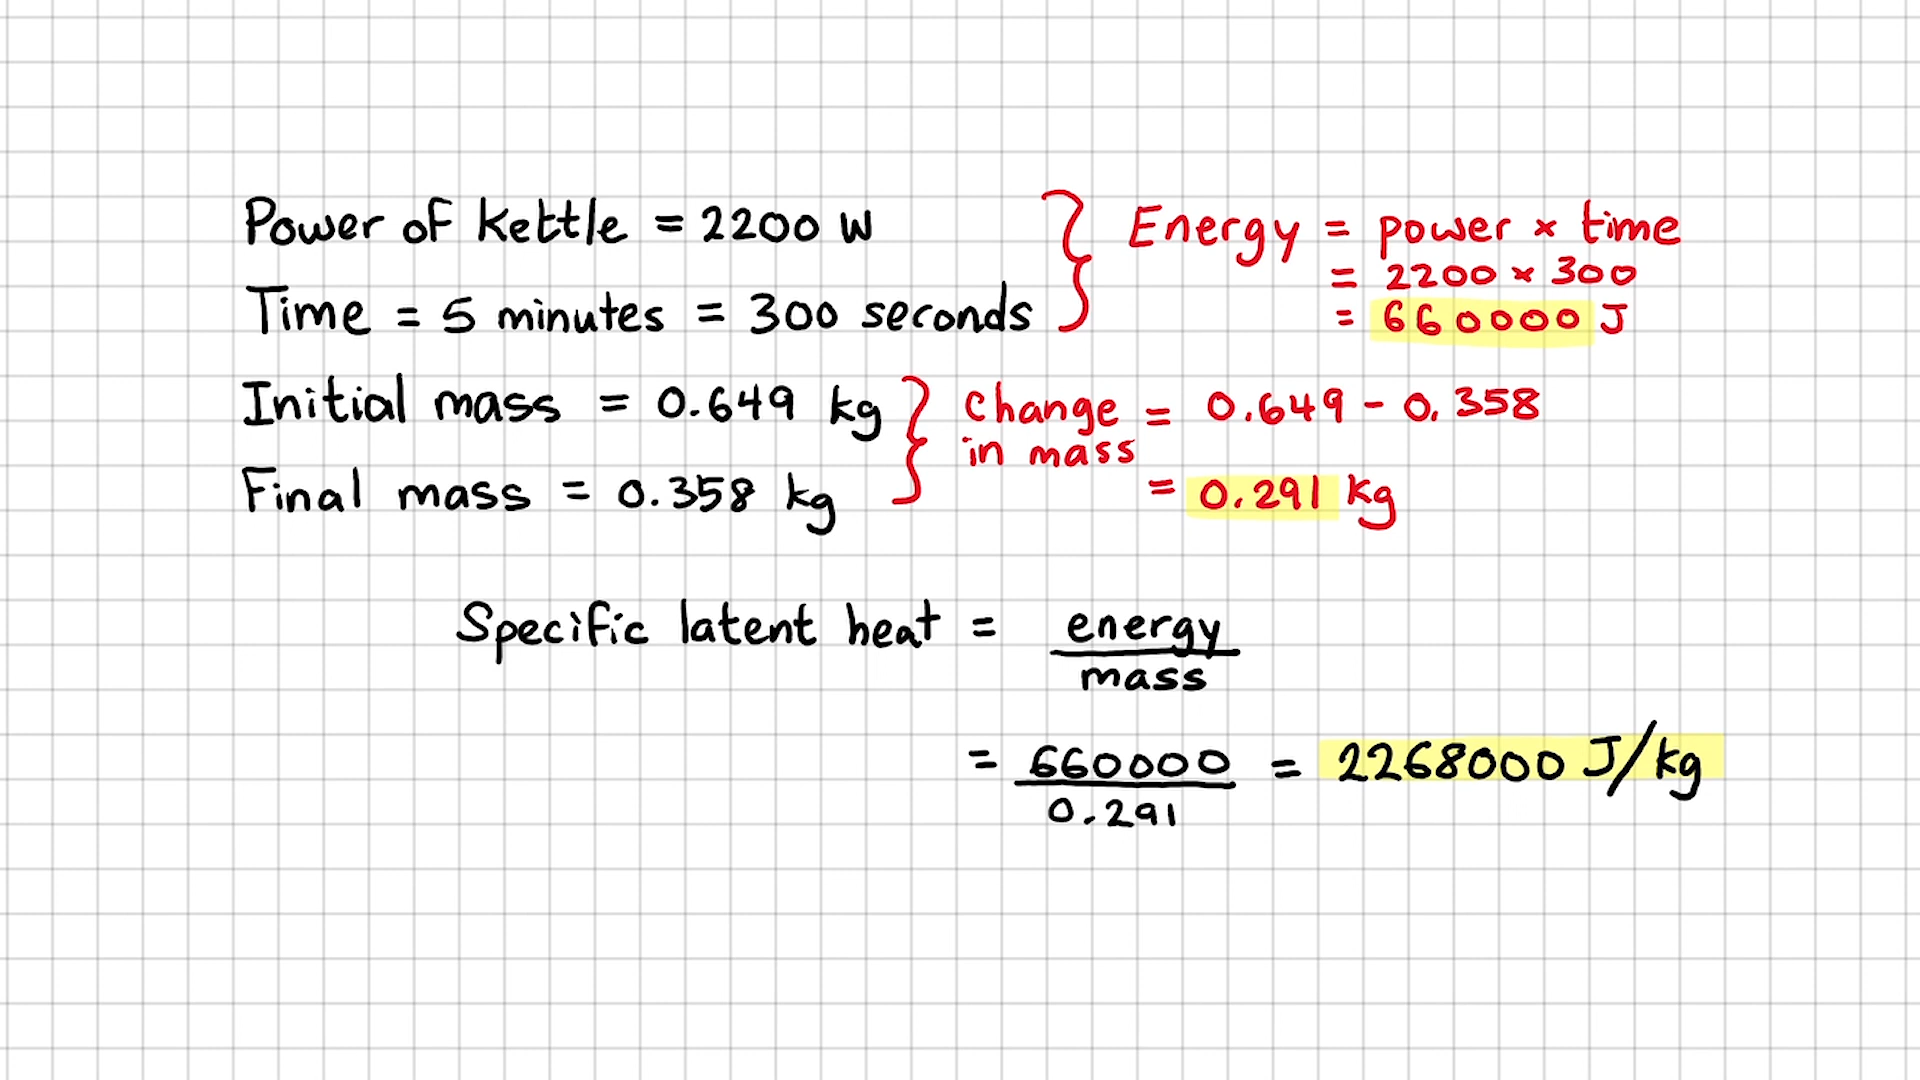 Power of kettle = 2200 W
Time = 5 minutes = 300 seconds
Energy = power × time
= 2200 × 300
= 660000 J
Initial mass = 0.649 kg
Final mass = 0.358 kg
change in mass = 0.649 - 0.358
= 0.291 kg
Specific latent heat = energy / mass
= 660000 / 0.291 = 2268000 J/kg